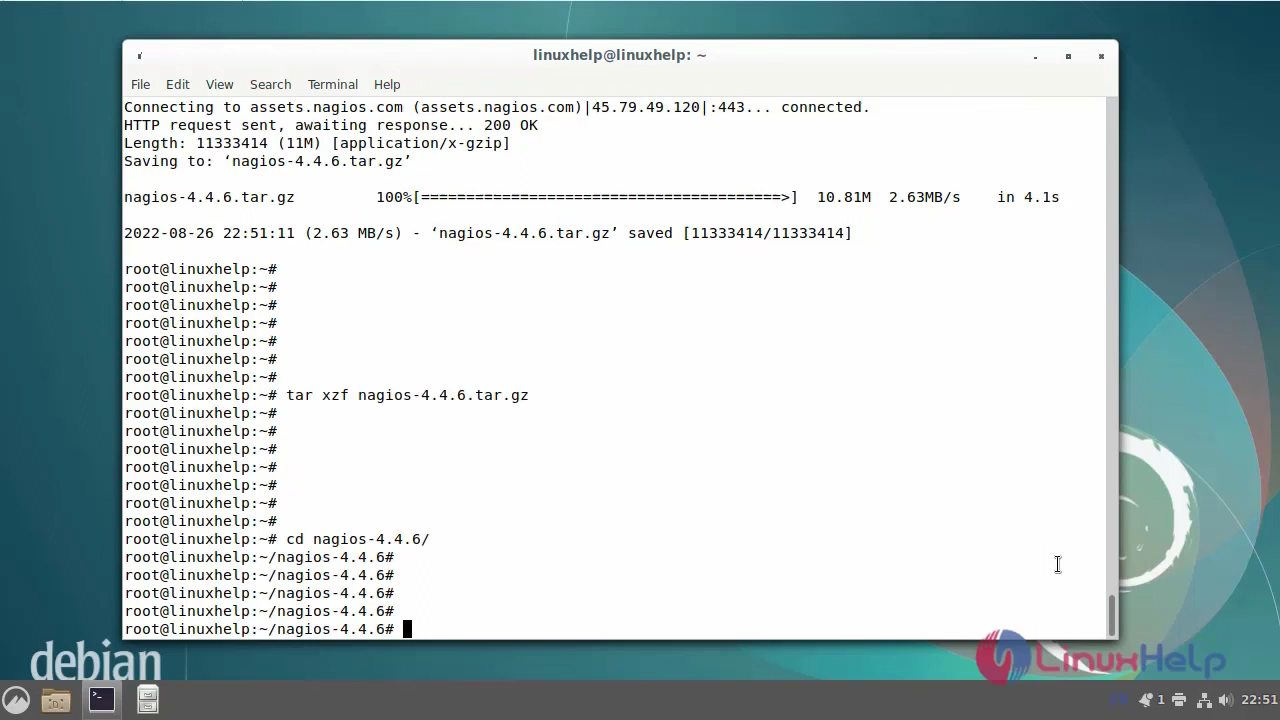 linuxhelp@linuxhelp: ~
File Edit View Search Terminal Help
Connecting to assets.nagios.com (assets.nagios.com)|45.79.49.120|:443... connected.
HTTP request sent, awaiting response... 200 OK
Length: 11333414 (11M) [application/x-gzip]
Saving to: ‘nagios-4.4.6.tar.gz’
nagios-4.4.6.tar.gz 100%[========================================>] 10.81M 2.63MB/s in 4.1s
2022-08-26 22:51:11 (2.63 MB/s) - ‘nagios-4.4.6.tar.gz’ saved [11333414/11333414]
root@linuxhelp:~#
root@linuxhelp:~#
root@linuxhelp:~#
root@linuxhelp:~#
root@linuxhelp:~#
root@linuxhelp:~#
root@linuxhelp:~#
root@linuxhelp:~# tar xzf nagios-4.4.6.tar.gz
root@linuxhelp:~#
root@linuxhelp:~#
root@linuxhelp:~#
root@linuxhelp:~#
root@linuxhelp:~#
root@linuxhelp:~#
root@linuxhelp:~#
root@linuxhelp:~# cd nagios-4.4.6/
root@linuxhelp:~/nagios-4.4.6#
root@linuxhelp:~/nagios-4.4.6#
root@linuxhelp:~/nagios-4.4.6#
root@linuxhelp:~/nagios-4.4.6#
root@linuxhelp:~/nagios-4.4.6#
debian
LinuxHelp
1 22:51